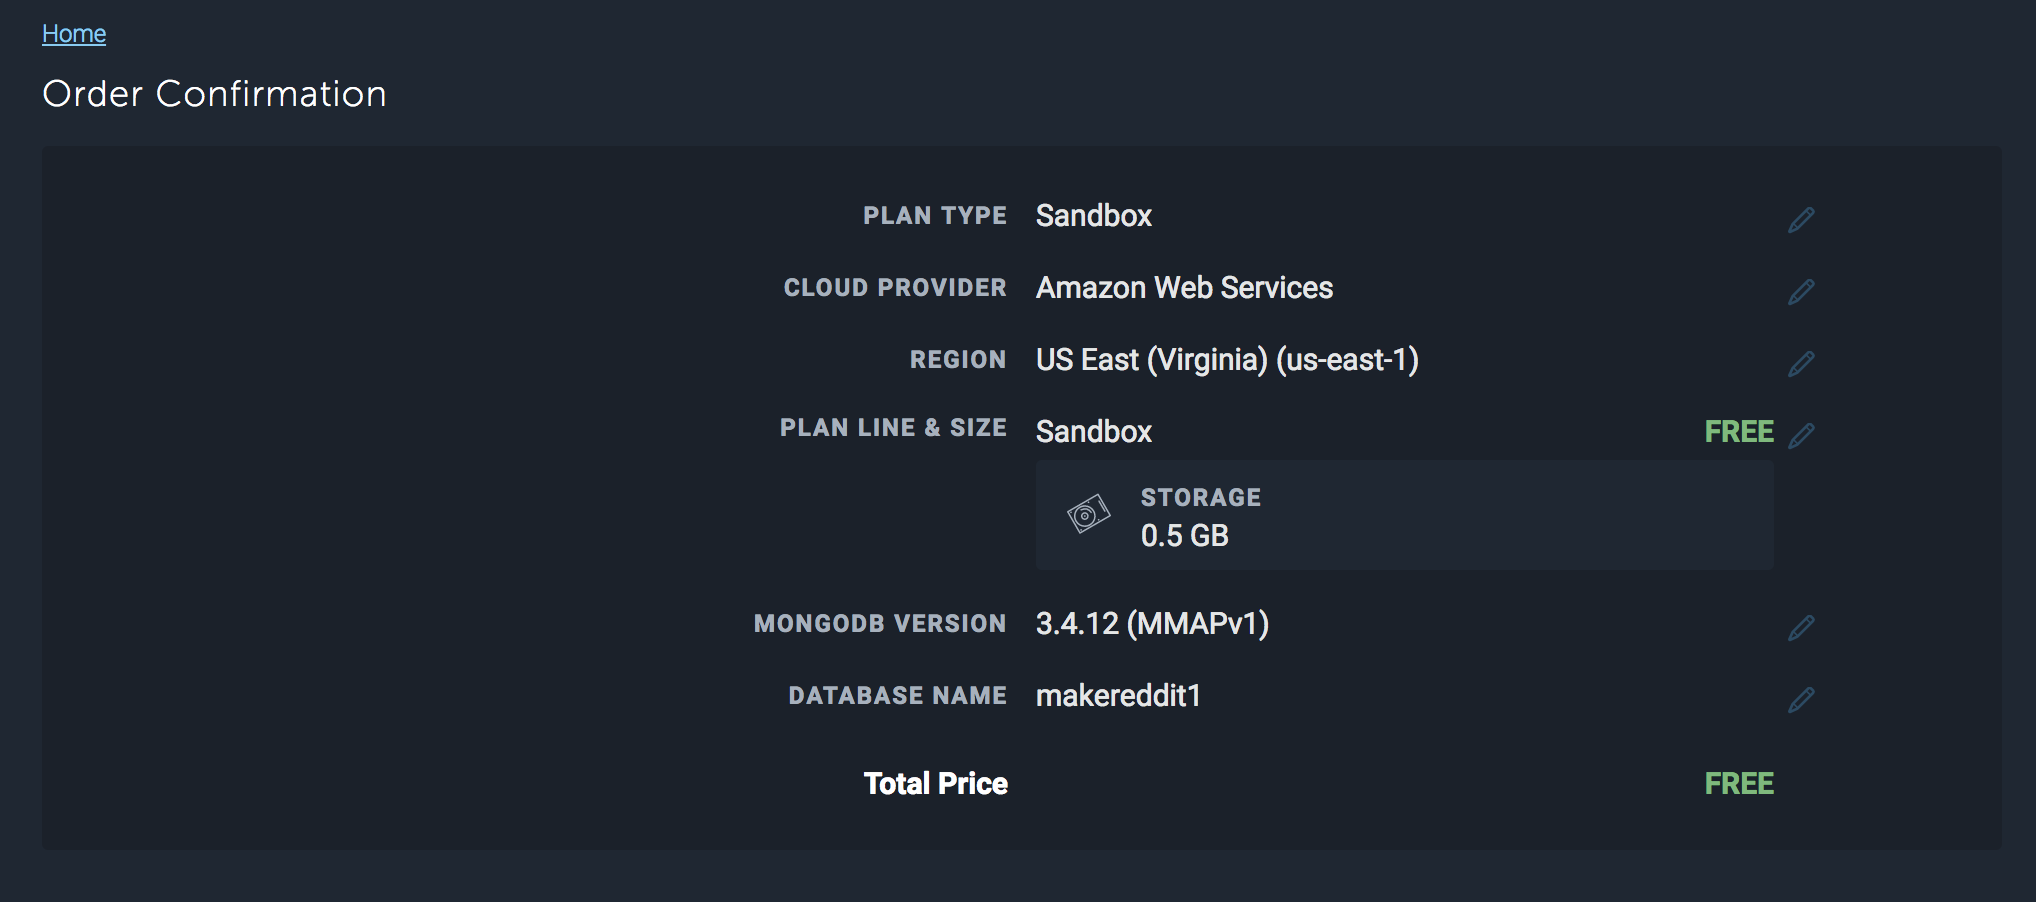 Home
Order Confirmation
PLAN TYPE Sandbox
CLOUD PROVIDER Amazon Web Services
REGION US East (Virginia) (us-east-1)
PLAN LINE & SIZE Sandbox FREE
STORAGE
0.5 GB
MONGODB VERSION 3.4.12 (MMAPv1)
DATABASE NAME makereddit1
Total Price FREE